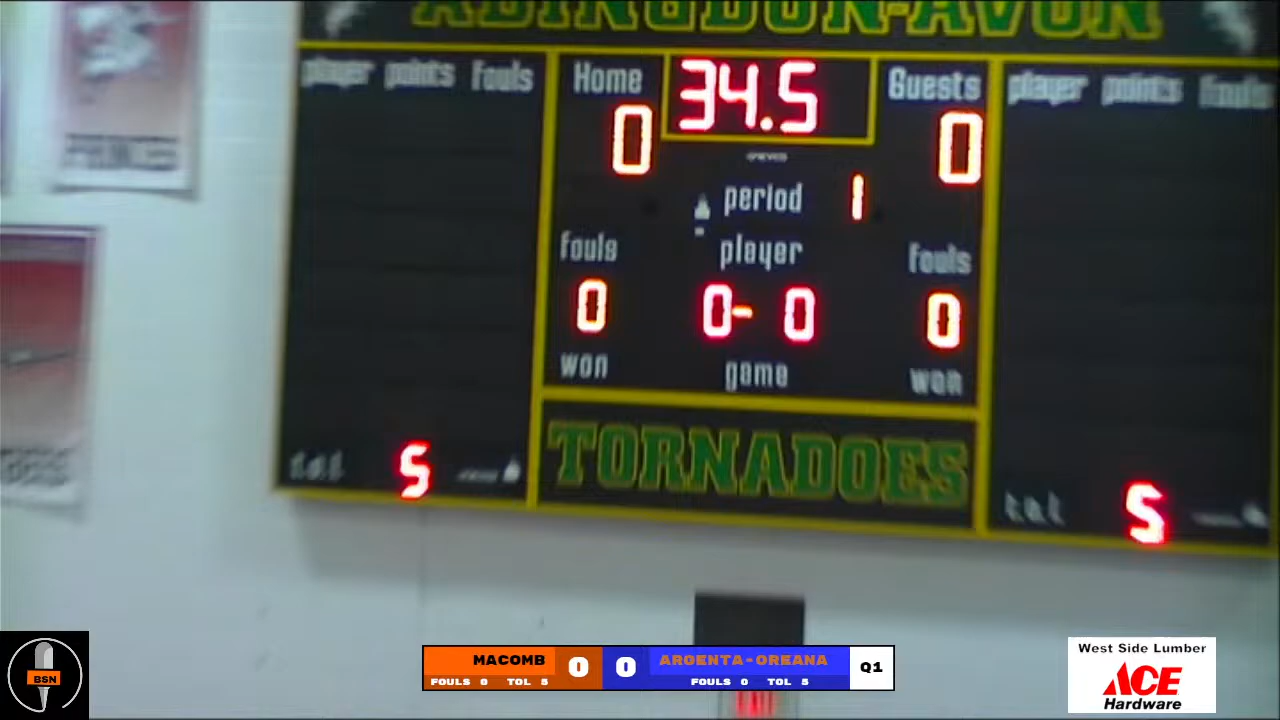 ABINGDON-AVON
player points fouls
Home
34.5
Guests
player points fouls
0
0
period 1
fouls
player
fouls
0
0- 0
0
won
game
won
TORNADOES
t.o.l 5
t.o.l 5
PRINCES
MACOMB 0
FOULS 0 TOL 5
0 ARGENTA-OREANA
FOULS 0 TOL 5
Q1
BSN
West Side Lumber
ACE
Hardware
EXIT